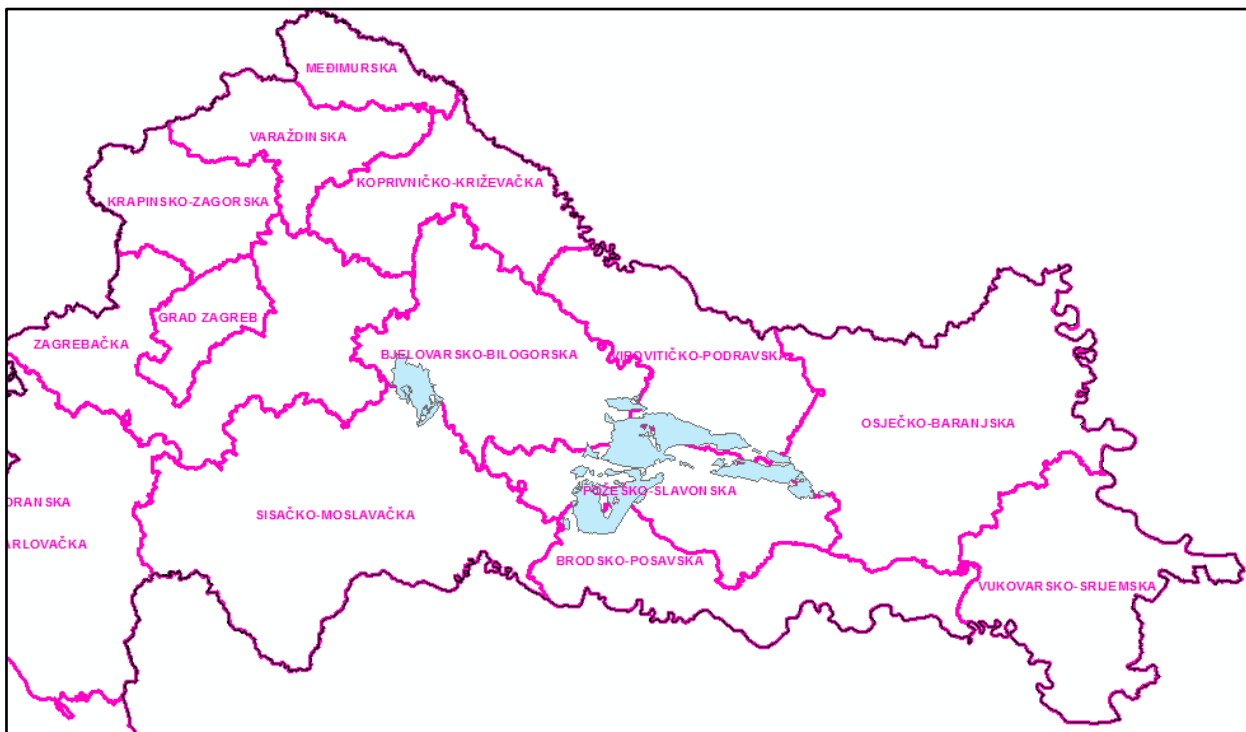 MEĐIMURSKA
VARAŽDINSKA
KOPRIVNIČKO-KRIŽEVAČKA
KRAPINSKO-ZAGORSKA
GRAD ZAGREB
ZAGREBAČKA
BJELOVARSKO-BILOGORSKA
VIROVITIČKO-PODRAVSKA
OSJEČKO-BARANJSKA
POŽEŠKO-SLAVONSKA
ORANSKA
SISAČKO-MOSLAVAČKA
ARLOVAČKA
BRODSKO-POSAVSKA
VUKOVARSKO-SRIJEMSKA